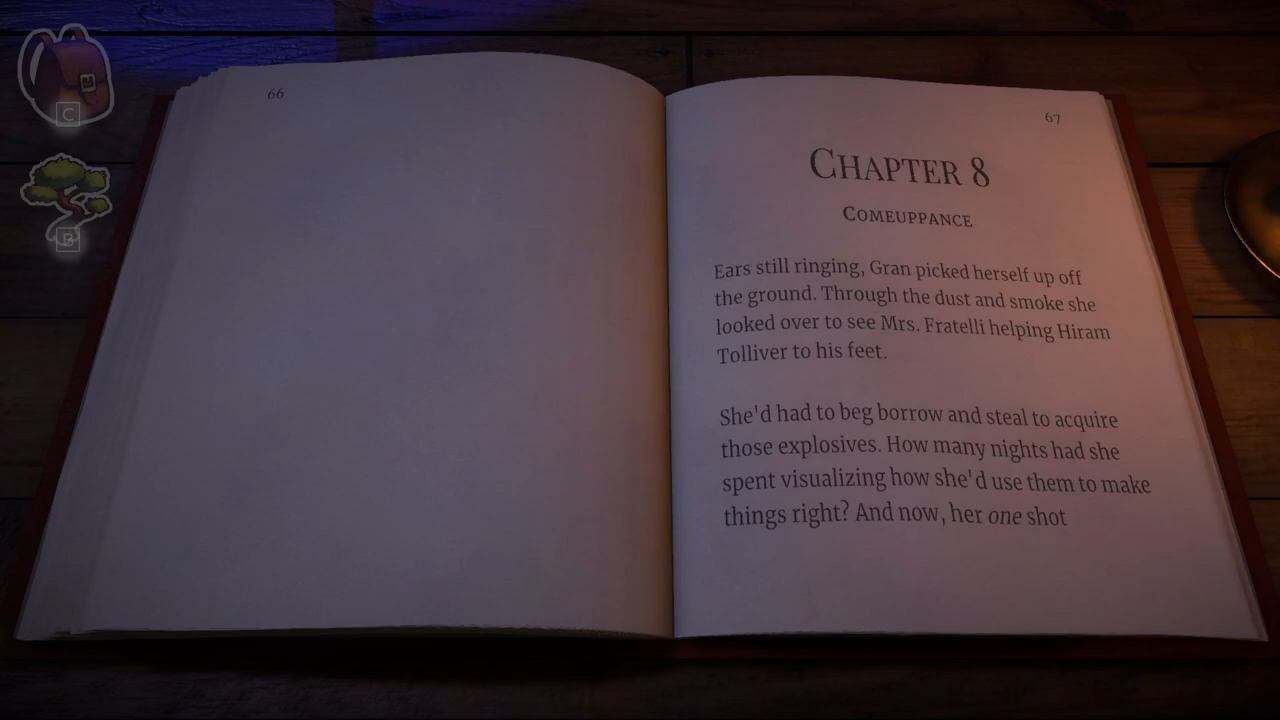 C
B
66
67
Chapter 8
Comeuppance
Ears still ringing, Gran picked herself up off
the ground. Through the dust and smoke she
looked over to see Mrs. Fratelli helping Hiram
Tolliver to his feet.
She'd had to beg borrow and steal to acquire
those explosives. How many nights had she
spent visualizing how she'd use them to make
things right? And now, her one shot